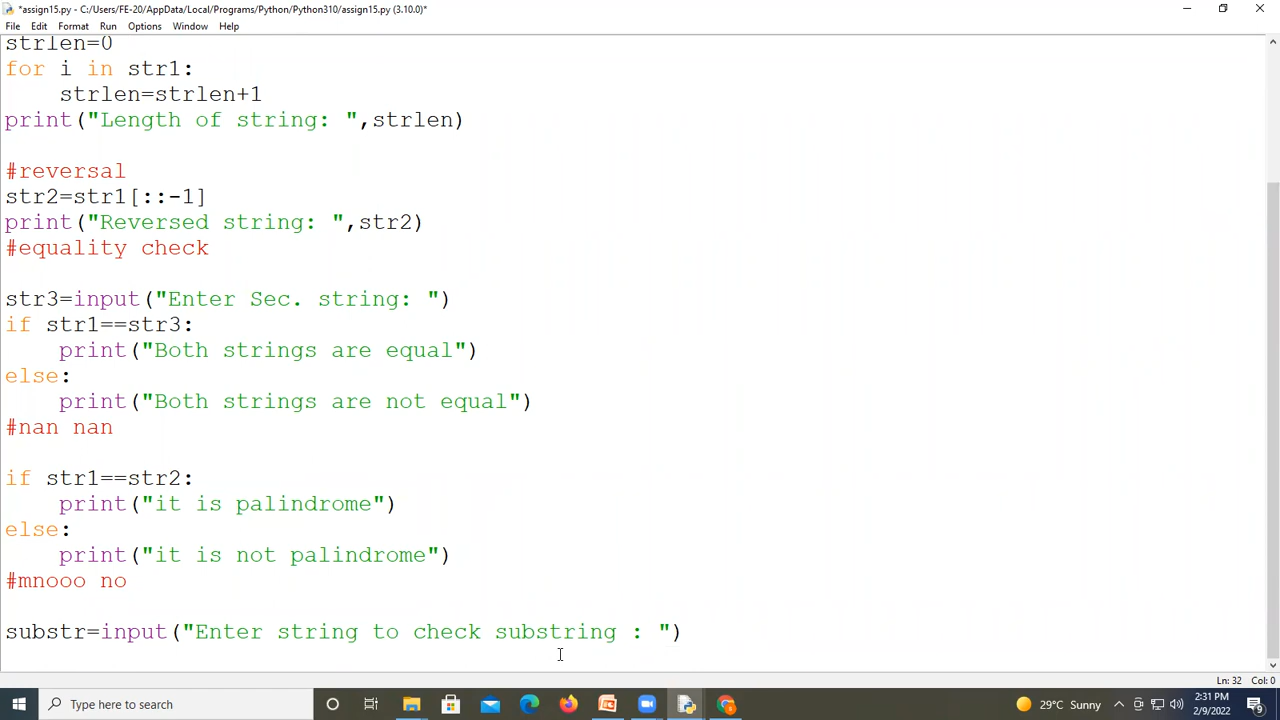 *assign15.py - C:/Users/FE-20/AppData/Local/Programs/Python/Python310/assign15.py (3.10.0)*
File Edit Format Run Options Window Help
strlen=0
for i in str1:
    strlen=strlen+1
print("Length of string: ",strlen)
#reversal
str2=str1[::-1]
print("Reversed string: ",str2)
#equality check
str3=input("Enter Sec. string: ")
if str1==str3:
    print("Both strings are equal")
else:
    print("Both strings are not equal")
#nan nan
if str1==str2:
    print("it is palindrome")
else:
    print("it is not palindrome")
#mnooo no
substr=input("Enter string to check substring : ")
Ln: 32 Col: 0
Type here to search
29°C Sunny
2:31 PM
2/9/2022